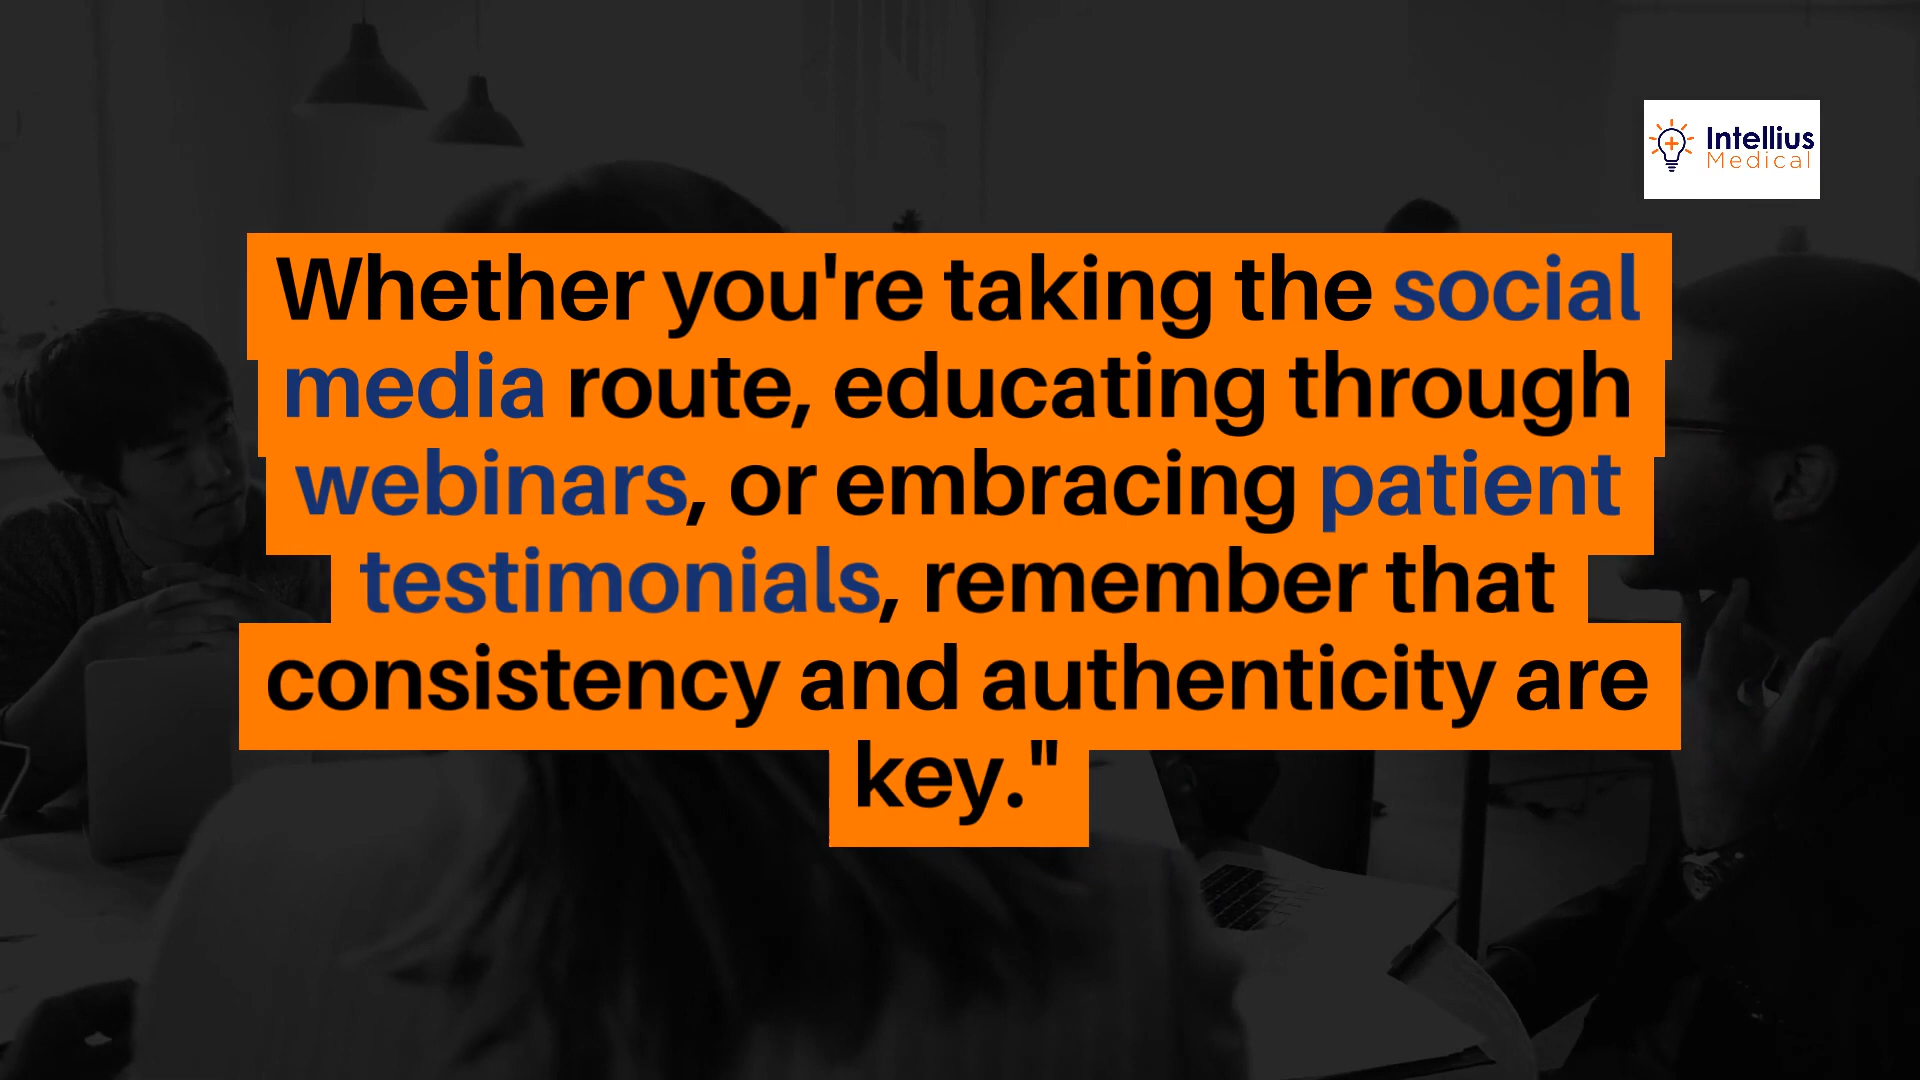 Intellius
Medical
Whether you're taking the social
media route, educating through
webinars, or embracing patient
testimonials, remember that
consistency and authenticity are
key."